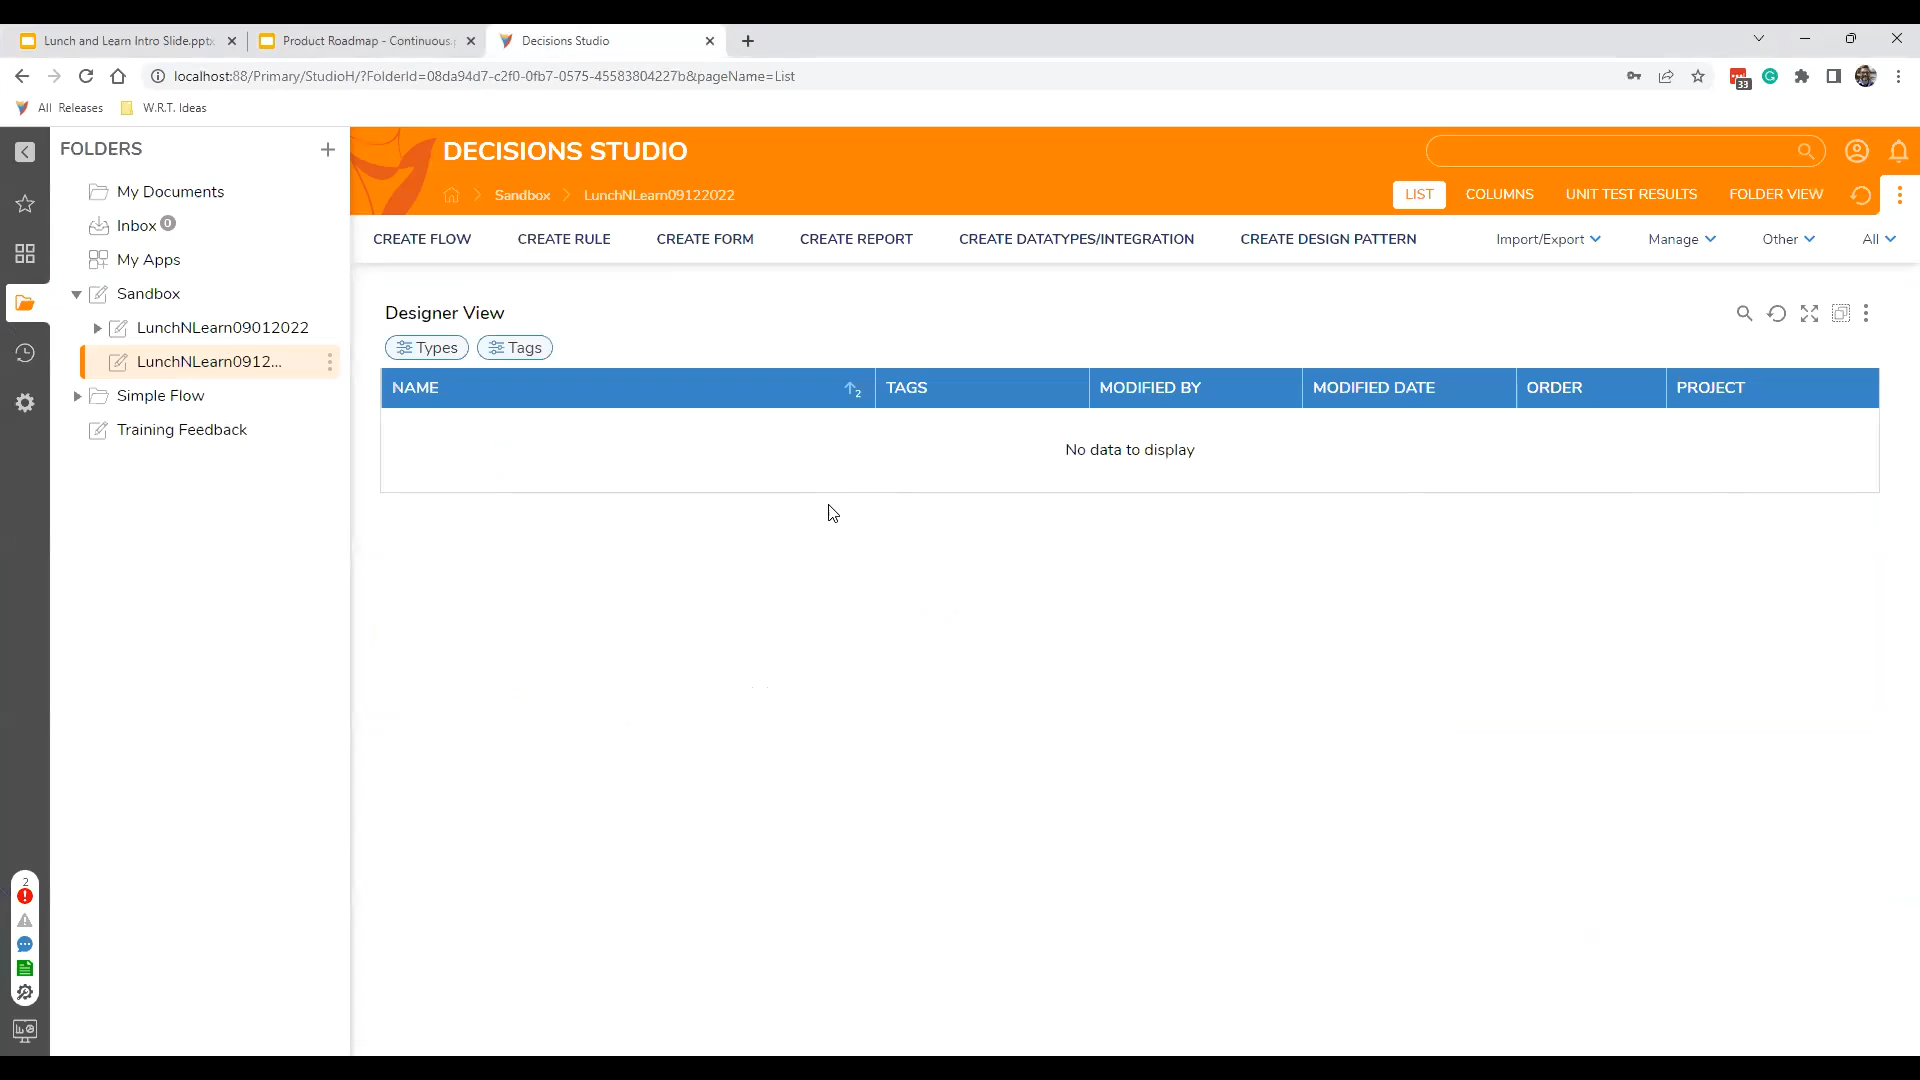 Lunch and Learn Intro Slide.pptx
Product Roadmap - Continuous
Decisions Studio
localhost:88/Primary/StudioH/?FolderId=08da94d7-c2f0-0fb7-0575-45583804227b&pageName=List
33
All Releases
W.R.T. Ideas
FOLDERS
My Documents
Inbox 0
My Apps
Sandbox
LunchNLearn09012022
LunchNLearn0912...
Simple Flow
Training Feedback
2
DECISIONS STUDIO
Sandbox
LunchNLearn09122022
LIST
COLUMNS
UNIT TEST RESULTS
FOLDER VIEW
CREATE FLOW
CREATE RULE
CREATE FORM
CREATE REPORT
CREATE DATATYPES/INTEGRATION
CREATE DESIGN PATTERN
Import/Export
Manage
Other
All
Designer View
Types
Tags
NAME 2
TAGS
MODIFIED BY
MODIFIED DATE
ORDER
PROJECT
No data to display